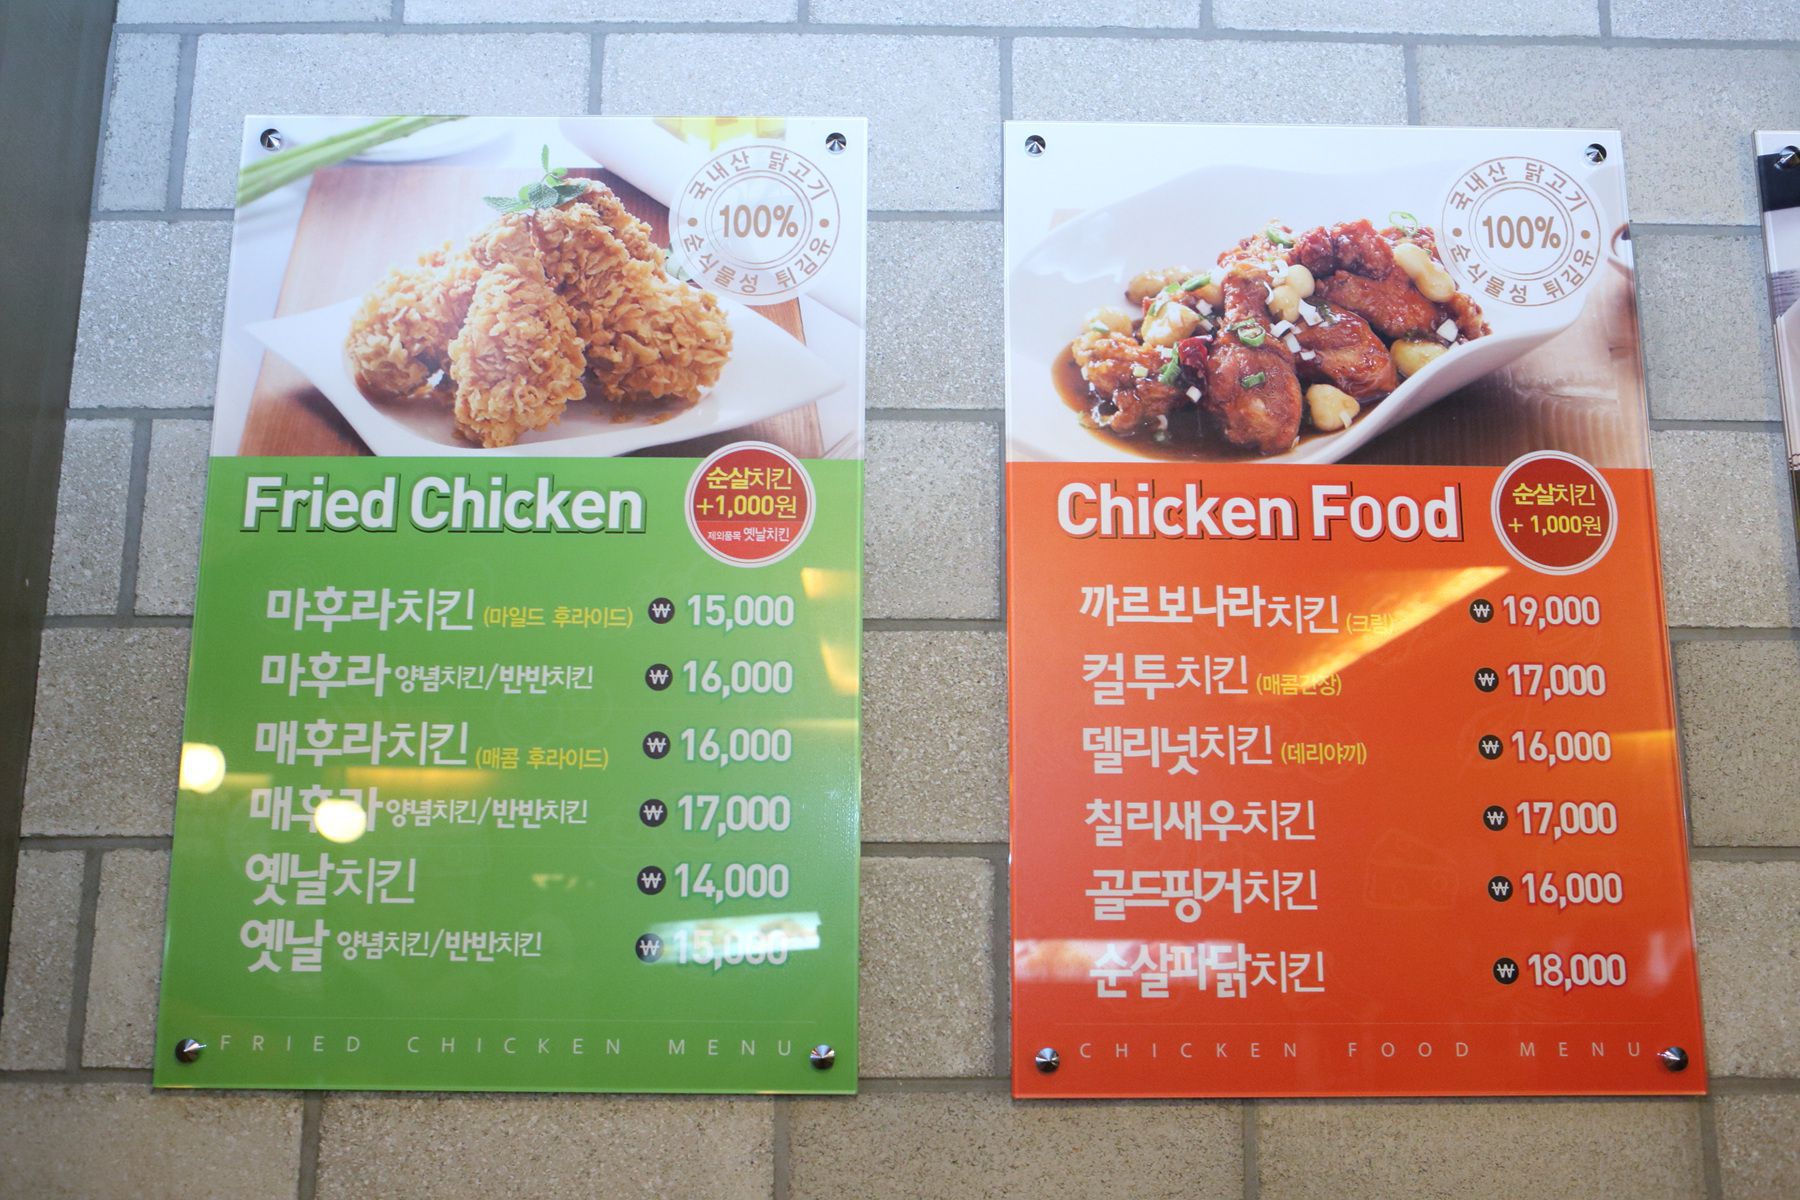 국내산 닭고기
100%
순식물성 튀김유
Fried Chicken
순살치킨
+1,000원
제외품목 옛날치킨
마후라치킨 (마일드 후라이드) ₩ 15,000
마후라 양념치킨/반반치킨 ₩ 16,000
매후라치킨 (매콤 후라이드) ₩ 16,000
매후라 양념치킨/반반치킨 ₩ 17,000
옛날치킨 ₩ 14,000
옛날 양념치킨/반반치킨 ₩ 15,000
FRIED CHICKEN MENU
국내산 닭고기
100%
순식물성 튀김유
Chicken Food
순살치킨
+ 1,000원
까르보나라치킨 (크림) ₩ 19,000
컬투치킨 (매콤간장) ₩ 17,000
델리넛치킨 (데리야끼) ₩ 16,000
칠리새우치킨 ₩ 17,000
골드핑거치킨 ₩ 16,000
순살파닭치킨 ₩ 18,000
CHICKEN FOOD MENU